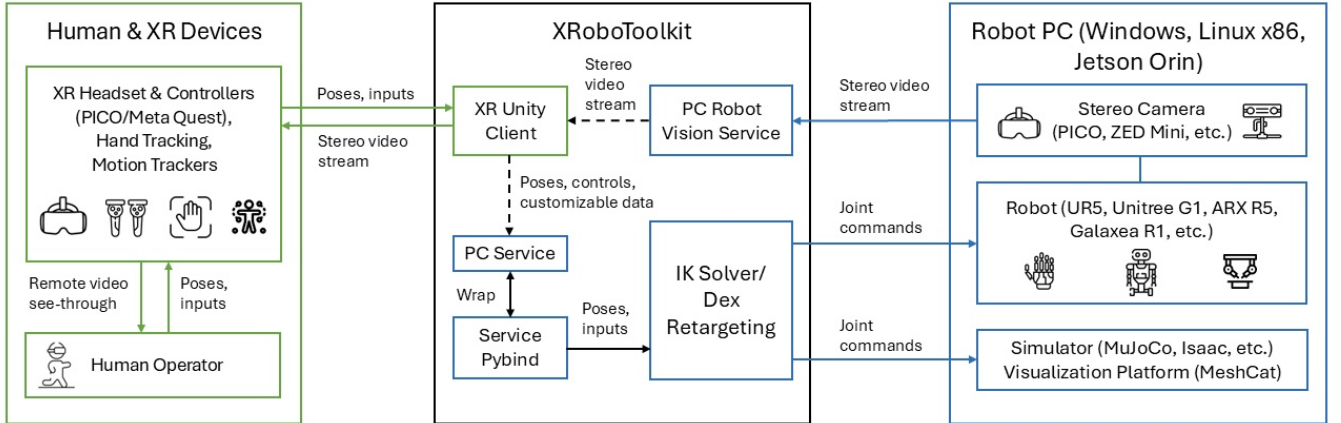 Human & XR Devices
XR Headset & Controllers
(PICO/Meta Quest),
Hand Tracking,
Motion Trackers
Remote video
see-through
Poses,
inputs
Human Operator
Poses, inputs
Stereo video
stream
XRoboToolkit
XR Unity
Client
Stereo
video
stream
PC Robot
Vision Service
Poses, controls,
customizable data
PC Service
Wrap
Service
Pybind
Poses,
inputs
IK Solver/
Dex
Retargeting
Stereo video
stream
Joint
commands
Joint
commands
Robot PC (Windows, Linux x86,
Jetson Orin)
Stereo Camera
(PICO, ZED Mini, etc.)
Robot (UR5, Unitree G1, ARX R5,
Galaxea R1, etc.)
Simulator (MuJoCo, Isaac, etc.)
Visualization Platform (MeshCat)